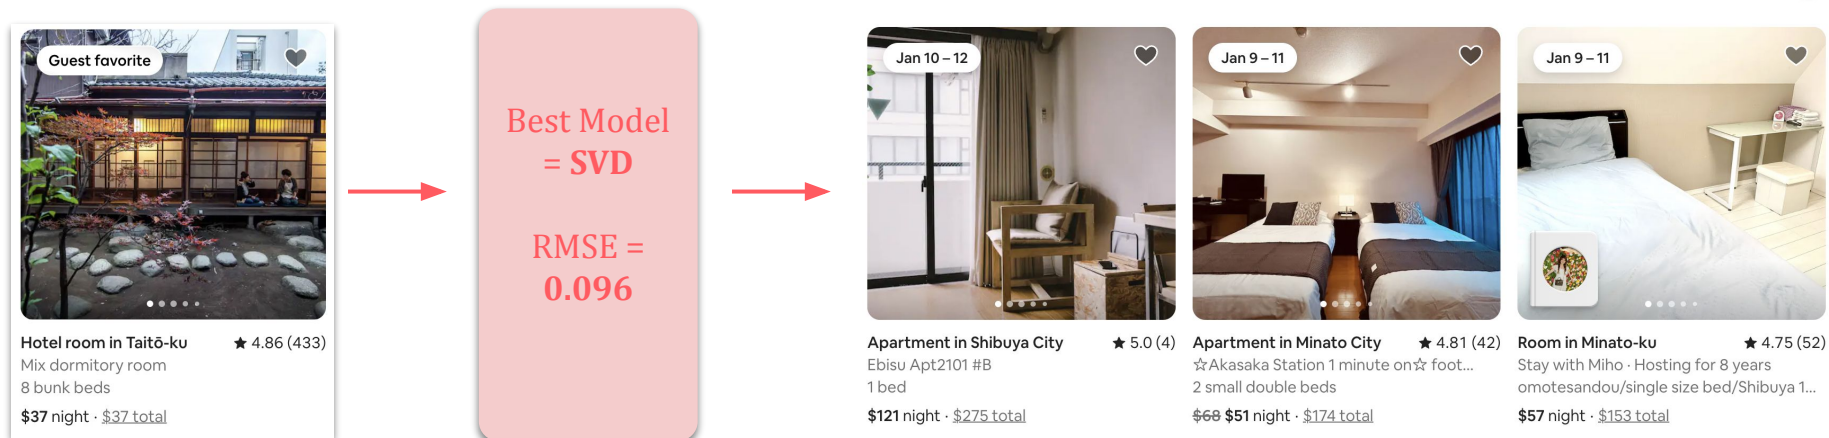 Guest favorite
Hotel room in Taitō-ku ★ 4.86 (433)
Mix dormitory room
8 bunk beds
$37 night · $37 total
Best Model
= SVD
RMSE =
0.096
Jan 10 – 12
Apartment in Shibuya City ★ 5.0 (4)
Ebisu Apt2101 #B
1 bed
$121 night · $275 total
Jan 9 – 11
Apartment in Minato City ★ 4.81 (42)
☆Akasaka Station 1 minute on☆ foot...
2 small double beds
$68 $51 night · $174 total
Jan 9 – 11
Room in Minato-ku ★ 4.75 (52)
Stay with Miho · Hosting for 8 years
omotesandou/single size bed/Shibuya 1...
$57 night · $153 total